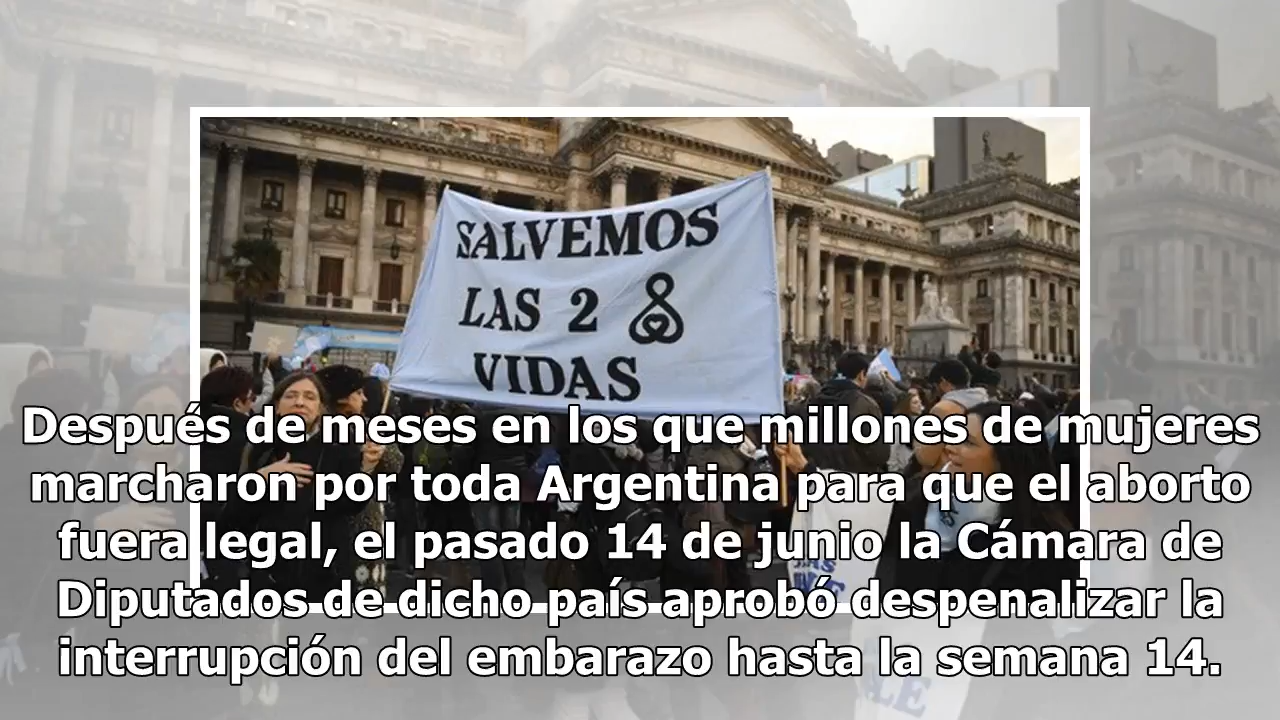 SALVEMOS
LAS 2
VIDAS
Después de meses en los que millones de mujeres
marcharon por toda Argentina para que el aborto
fuera legal, el pasado 14 de junio la Cámara de
Diputados de dicho país aprobó despenalizar la
interrupción del embarazo hasta la semana 14.